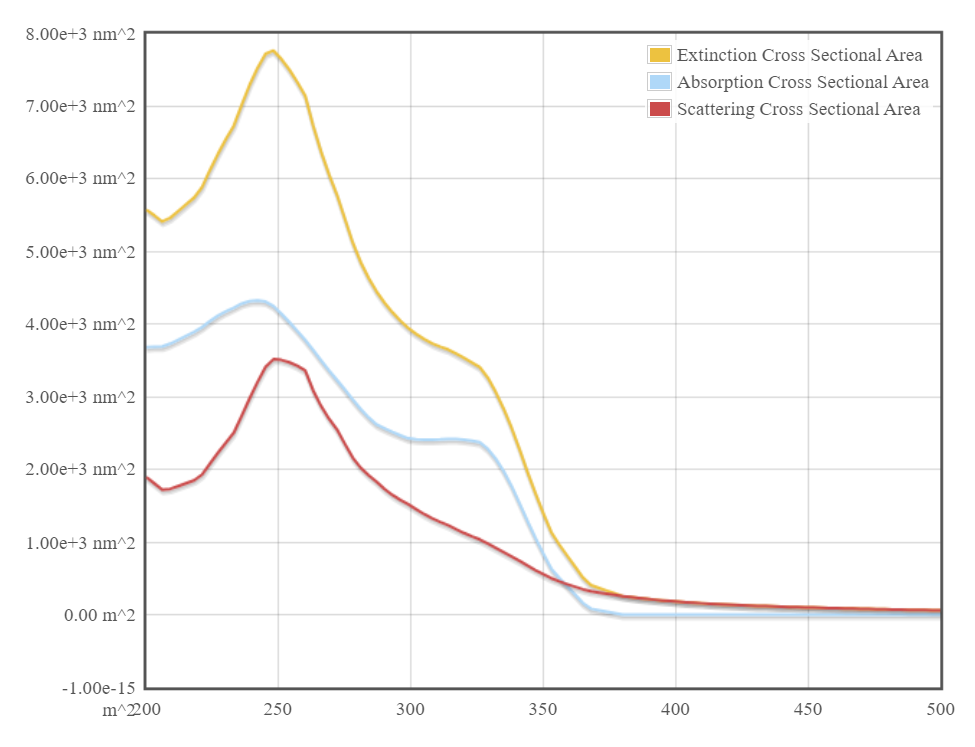 8.00e+3 nm^2
Extinction Cross Sectional Area
Absorption Cross Sectional Area
7.00e+3 nm^2
Scattering Cross Sectional Area
6.00e+3 nm^2
5.00e+3 nm^2
4.00e+3 nm^2
3.00e+3 nm^2
2.00e+3 nm^2
1.00e+3 nm^2
0.00 m^2
-1.00e-15
m^2
200 250 300 350 400 450 500